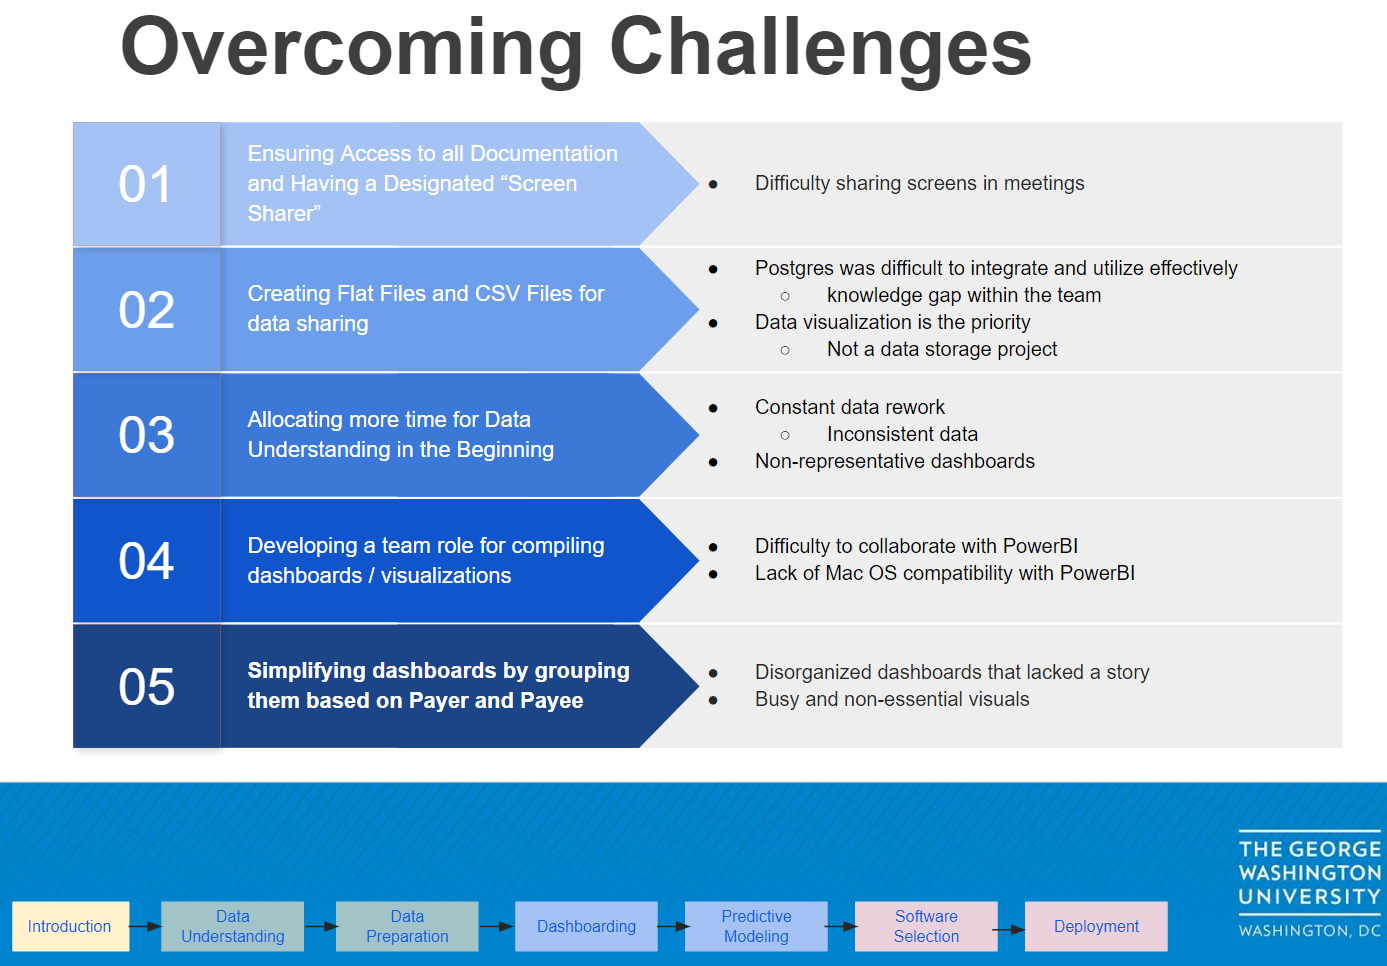 Overcoming Challenges
01
Ensuring Access to all Documentation
and Having a Designated “Screen
Sharer”
● Difficulty sharing screens in meetings
02
Creating Flat Files and CSV Files for
data sharing
● Postgres was difficult to integrate and utilize effectively
○ knowledge gap within the team
● Data visualization is the priority
○ Not a data storage project
03
Allocating more time for Data
Understanding in the Beginning
● Constant data rework
○ Inconsistent data
● Non-representative dashboards
04
Developing a team role for compiling
dashboards / visualizations
● Difficulty to collaborate with PowerBI
● Lack of Mac OS compatibility with PowerBI
05
Simplifying dashboards by grouping
them based on Payer and Payee
● Disorganized dashboards that lacked a story
● Busy and non-essential visuals
Introduction
Data
Understanding
Data
Preparation
Dashboarding
Predictive
Modeling
Software
Selection
Deployment
THE GEORGE
WASHINGTON
UNIVERSITY
WASHINGTON, DC